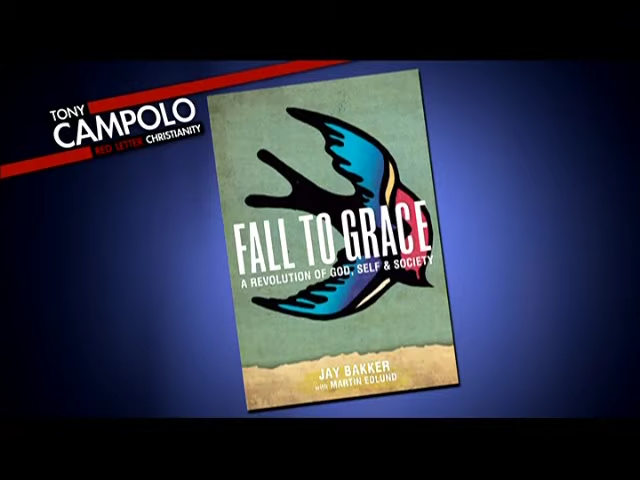 TONY
CAMPOLO
RED LETTER CHRISTIANITY
FALL TO GRACE
A REVOLUTION OF GOD, SELF & SOCIETY
JAY BAKKER
with MARTIN EDLUND